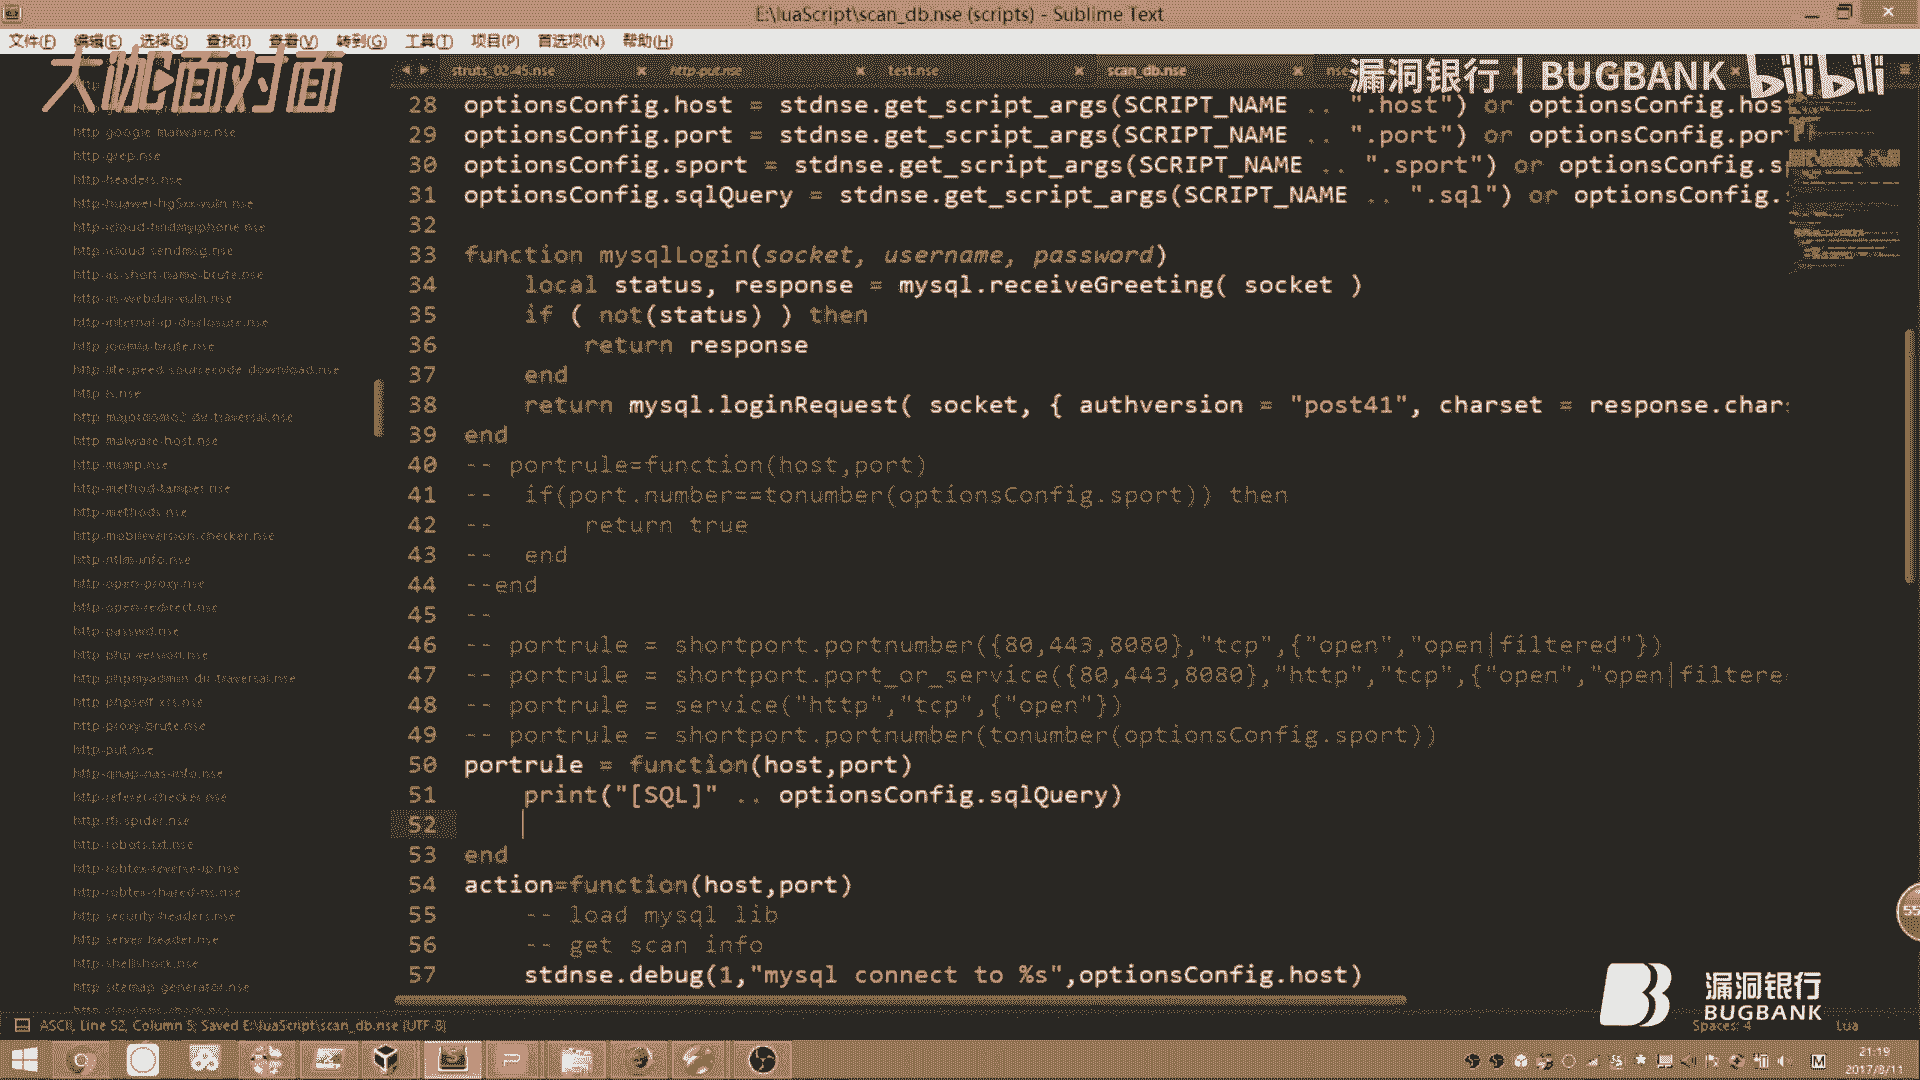 E:\luaScript\scan_db.nse (scripts) - Sublime Text
文件(F) 编辑(E) 选择(S) 查找(I) 查看(V) 转到(G) 工具(T) 项目(P) 首选项(N) 帮助(H)
大咖面对面
漏洞银行 | BUGBANK bilibili
struts_02-45.nse http-put.nse test.nse scan_db.nse
http-google-malware.nse
http-grep.nse
http-headers.nse
http-huawei-hg5xx-vuln.nse
http-icloud-findmyiphone.nse
http-icloud-sendmsg.nse
http-iis-short-name-brute.nse
http-iis-webdav-vuln.nse
http-internal-ip-disclosure.nse
http-joomla-brute.nse
http-litespeed-sourcecode-download.nse
http-ls.nse
http-majordomo2-dir-traversal.nse
http-malware-host.nse
http-mcmp.nse
http-method-tamper.nse
http-methods.nse
http-mobileversion-checker.nse
http-ntlm-info.nse
http-open-proxy.nse
http-open-redirect.nse
http-passwd.nse
http-php-version.nse
http-phpmyadmin-dir-traversal.nse
http-phpself-xss.nse
http-proxy-brute.nse
http-put.nse
http-qnap-nas-info.nse
http-referer-checker.nse
http-rfi-spider.nse
http-robots.txt.nse
http-robtex-reverse-ip.nse
http-robtex-shared-ns.nse
http-security-headers.nse
http-server-header.nse
http-shellshock.nse
http-sitemap-generator.nse
28 optionsConfig.host = stdnse.get_script_args(SCRIPT_NAME .. ".host") or optionsConfig.hos
29 optionsConfig.port = stdnse.get_script_args(SCRIPT_NAME .. ".port") or optionsConfig.por
30 optionsConfig.sport = stdnse.get_script_args(SCRIPT_NAME .. ".sport") or optionsConfig.s
31 optionsConfig.sqlQuery = stdnse.get_script_args(SCRIPT_NAME .. ".sql") or optionsConfig.
32
33 function mysqlLogin(socket, username, password)
34 local status, response = mysql.receiveGreeting( socket )
35 if ( not(status) ) then
36 return response
37 end
38 return mysql.loginRequest( socket, { authversion = "post41", charset = response.char
39 end
40 -- portrule=function(host,port)
41 -- if(port.number==tonumber(optionsConfig.sport)) then
42 -- return true
43 -- end
44 --end
45 --
46 -- portrule = shortport.portnumber({80,443,8080},"tcp",{"open","open|filtered"})
47 -- portrule = shortport.port_or_service({80,443,8080},"http","tcp",{"open","open|filtere
48 -- portrule = service("http","tcp",{"open"})
49 -- portrule = shortport.portnumber(tonumber(optionsConfig.sport))
50 portrule = function(host,port)
51 print("[SQL]" .. optionsConfig.sqlQuery)
52
53 end
54 action=function(host,port)
55 -- load mysql lib
56 -- get scan info
57 stdnse.debug(1,"mysql connect to %s",optionsConfig.host)
漏洞银行
BUGBANK
ASCII, Line 52, Column 5; Saved E:\luaScript\scan_db.nse (UTF-8) Spaces: 4 Lua
21:19
2017/8/11